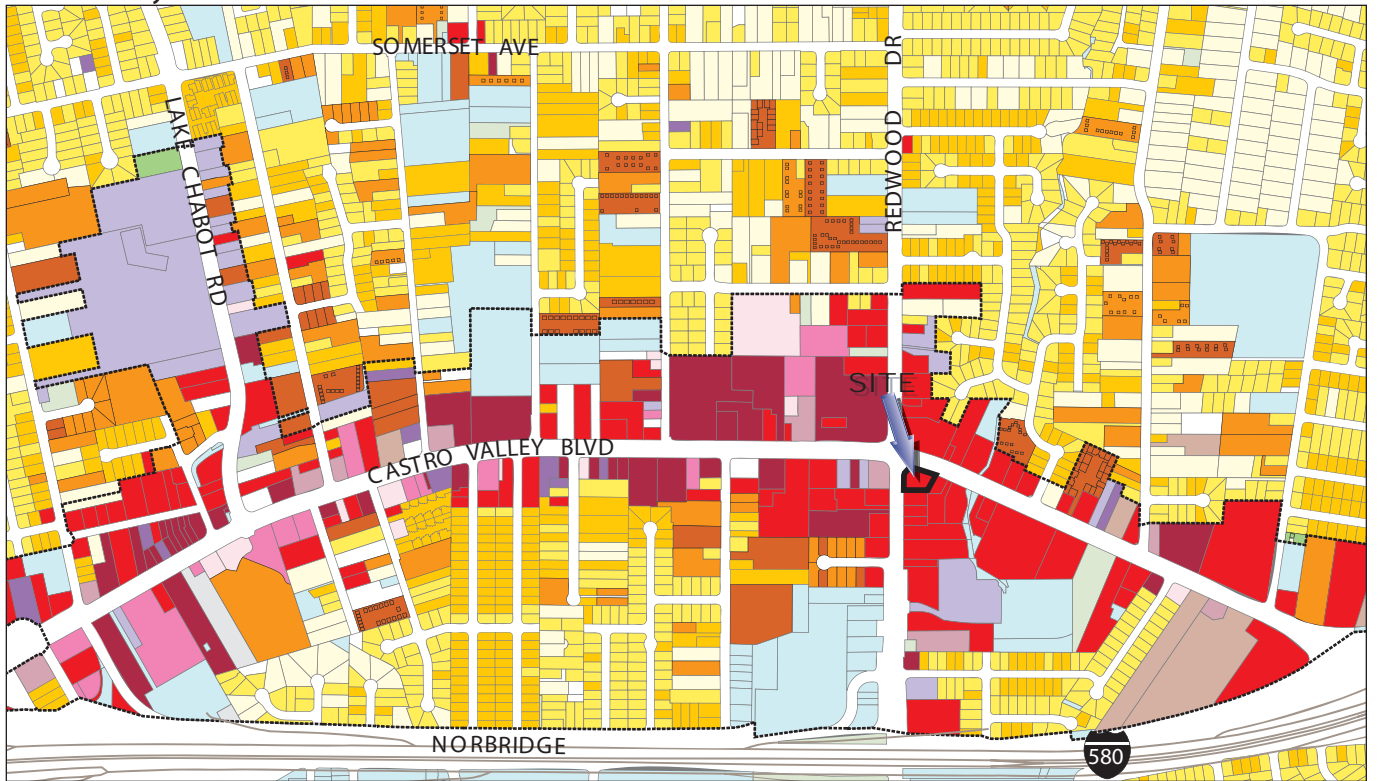 SOMERSET AVE
REDWOOD DR
LAKE CHABOT RD
SITE
CASTRO VALLEY BLVD
NORBRIDGE
580